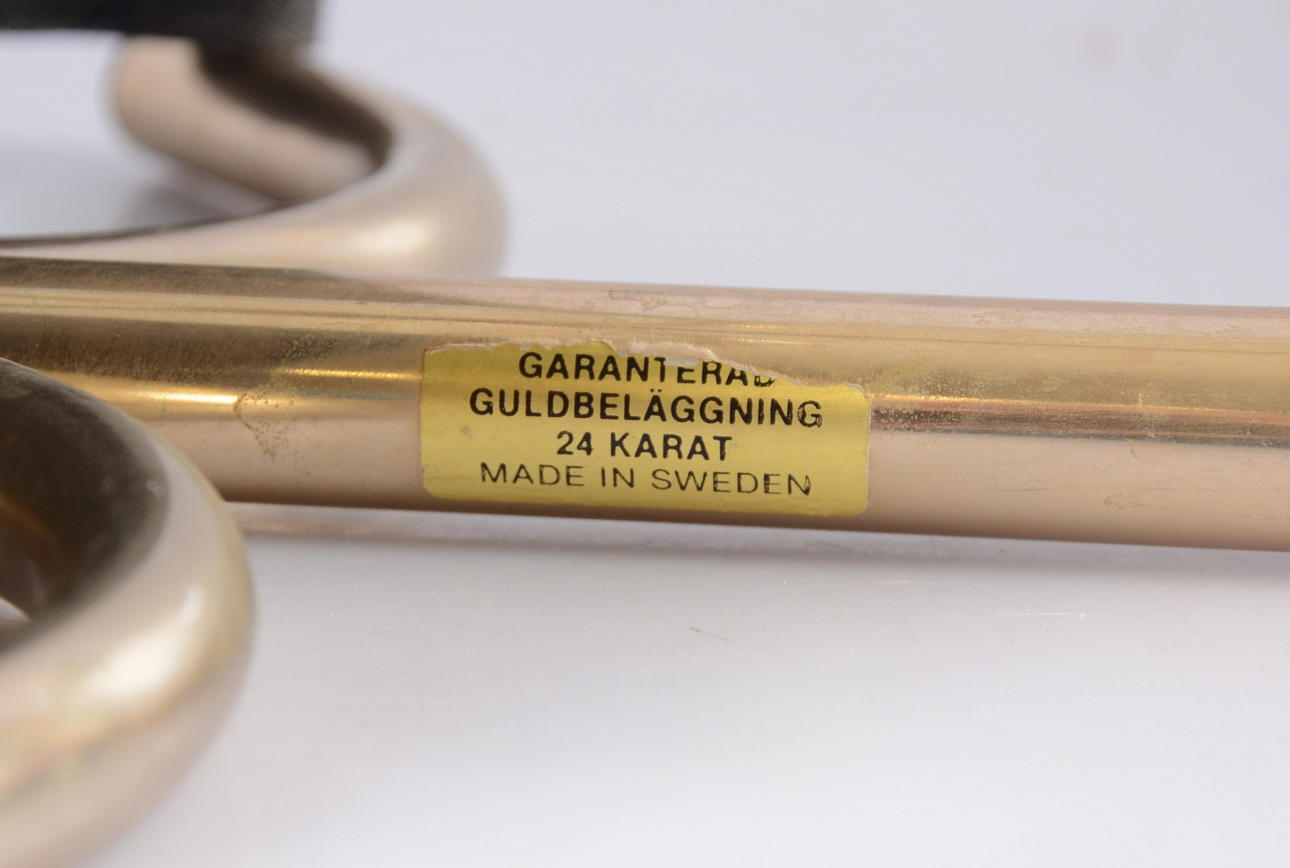 GARANTERAD
GULDBELÄGGNING
24 KARAT
MADE IN SWEDEN